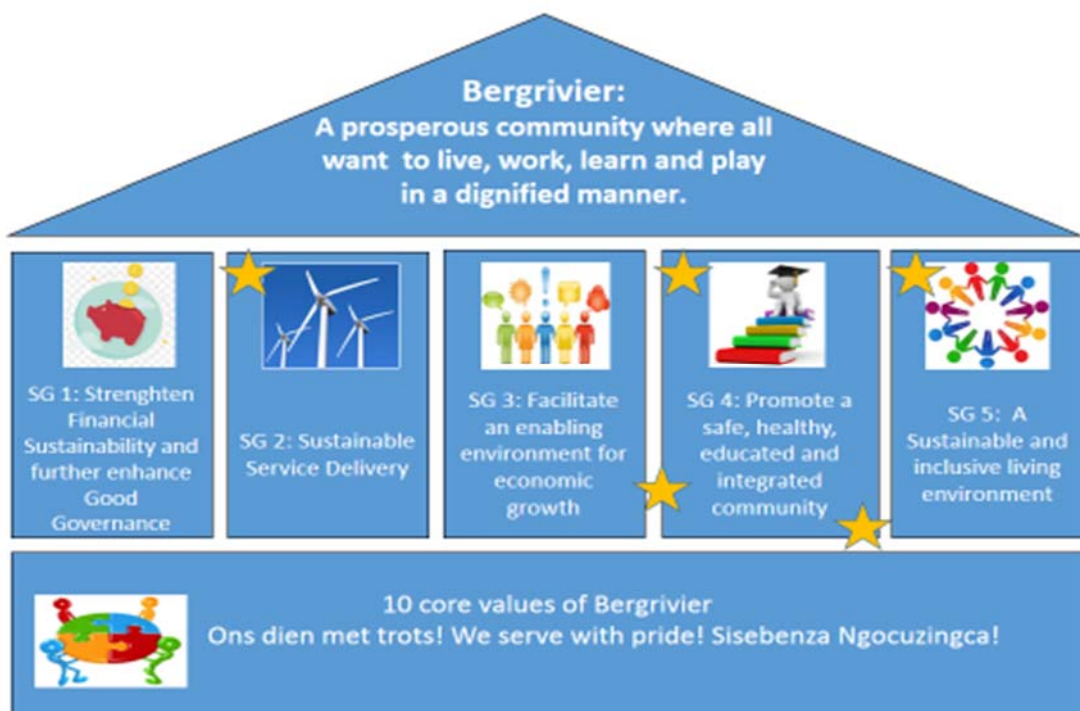 Bergrivier:
A prosperous community where all
want to live, work, learn and play
in a dignified manner.
SG 1: Strenghten
Financial
Sustainability and
further enhance
Good
Governance
SG 2: Sustainable
Service Delivery
SG 3: Facilitate
an enabling
environment for
economic
growth
SG 4: Promote a
safe, healthy,
educated and
integrated
community
SG 5: A
Sustainable and
inclusive living
environment
10 core values of Bergrivier
Ons dien met trots! We serve with pride! Sisebenza Ngocuzingca!